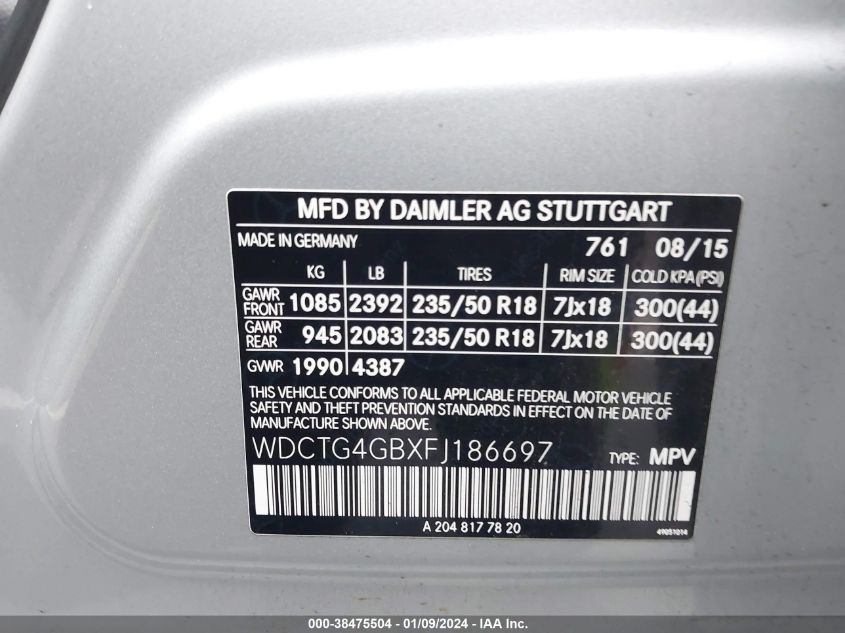 MFD BY DAIMLER AG STUTTGART
MADE IN GERMANY 761 08/15
KG LB TIRES RIM SIZE COLD KPA (PSI)
GAWR FRONT 1085 2392 235/50 R18 7Jx18 300(44)
GAWR REAR 945 2083 235/50 R18 7Jx18 300(44)
GVWR 1990 4387
THIS VEHICLE CONFORMS TO ALL APPLICABLE FEDERAL MOTOR VEHICLE
SAFETY AND THEFT PREVENTION STANDARDS IN EFFECT ON THE DATE OF
MANUFACTURE SHOWN ABOVE.
WDCTG4GBXFJ186697 TYPE: MPV
A 204 817 78 20 49051014
000-38475504 - 01/09/2024 - IAA Inc.